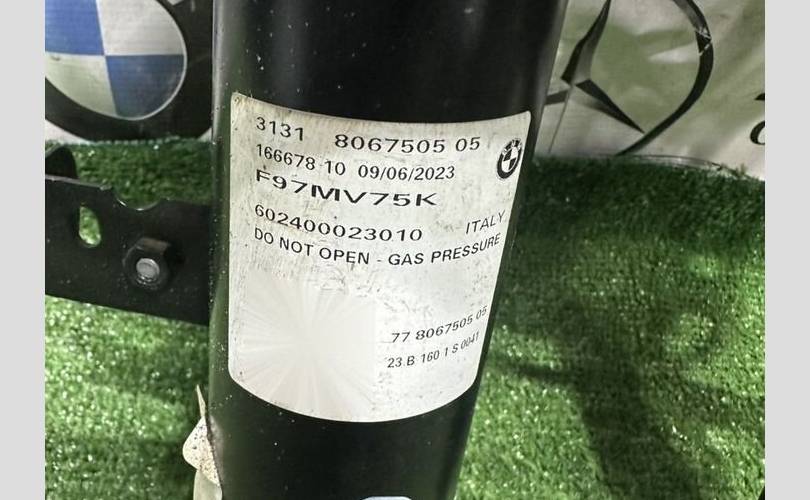 3131 8067505 05
166678 10 09/06/2023
F97MV75K
602400023010 ITALY
DO NOT OPEN - GAS PRESSURE
77 8067505 05
23.B 160 1 S 0041